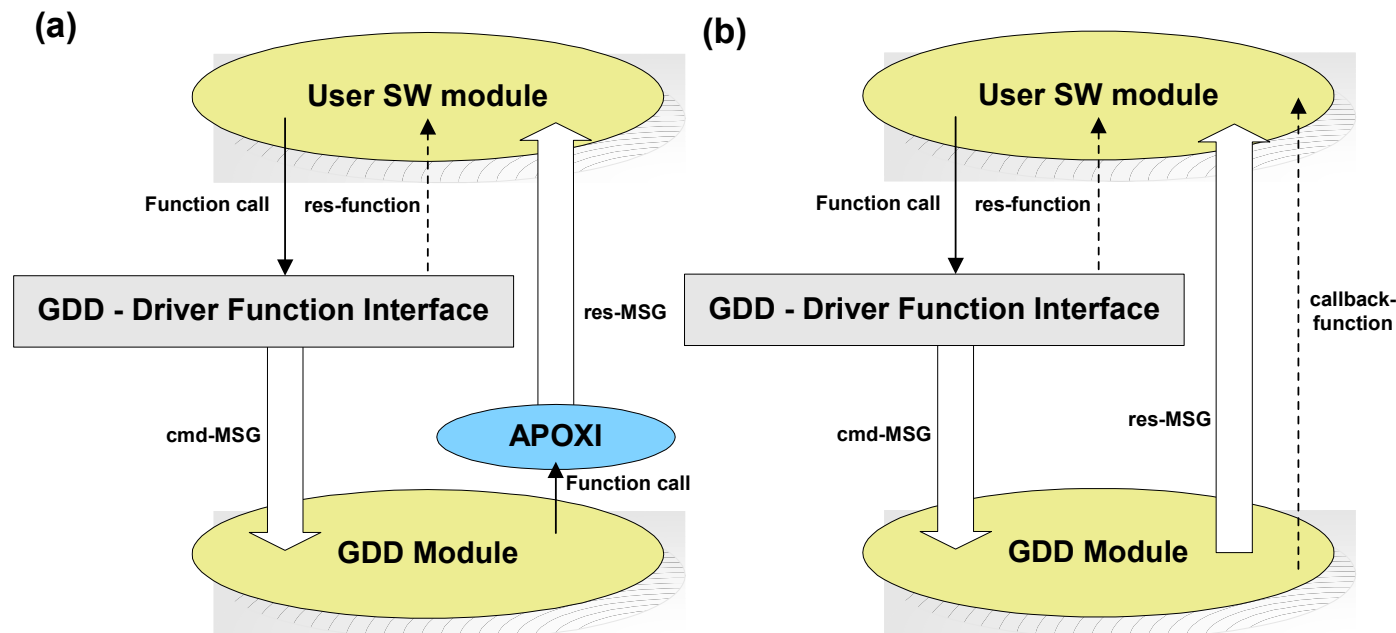 (a)
User SW module
Function call
res-function
GDD - Driver Function Interface
res-MSG
cmd-MSG
APOXI
Function call
GDD Module
(b)
User SW module
Function call
res-function
GDD - Driver Function Interface
callback-
function
cmd-MSG
res-MSG
GDD Module